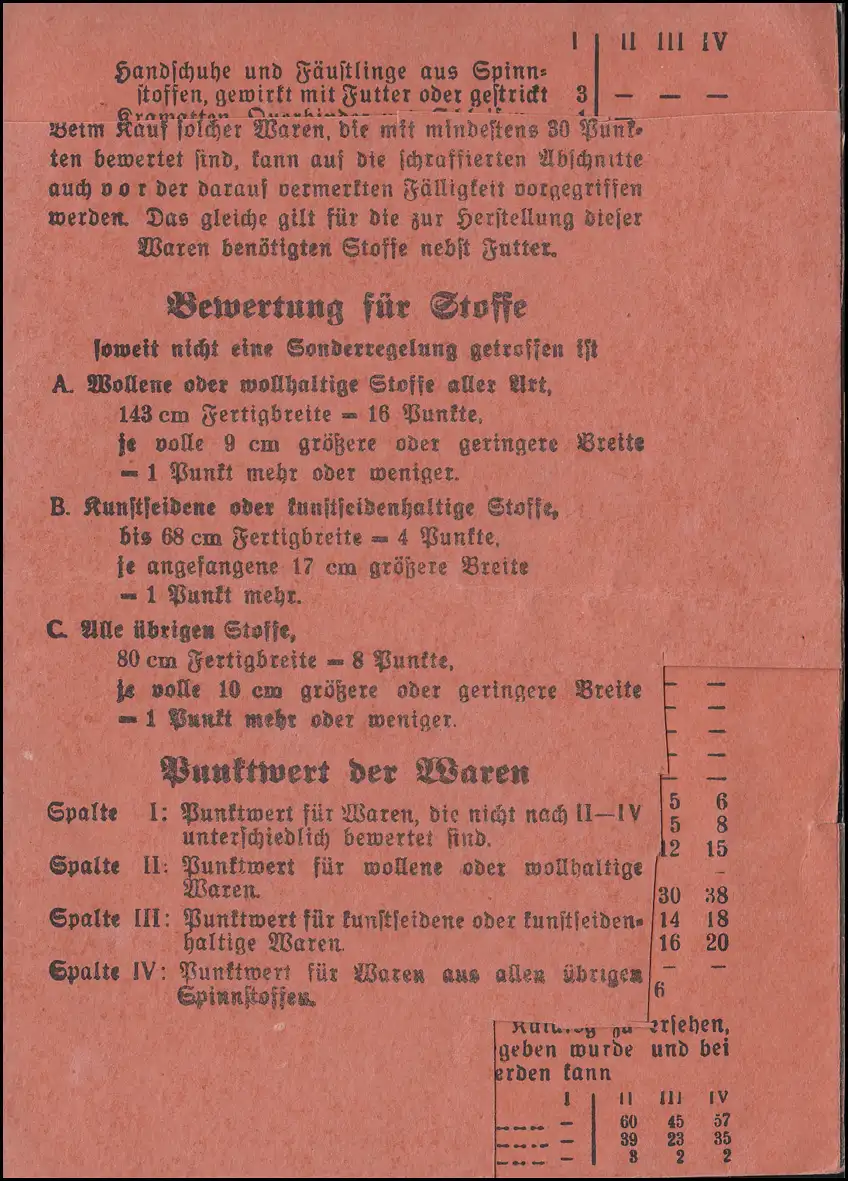 I II III IV
Handschuhe und Fäustlinge aus Spinn-
stoffen, gewirkt mit Futter oder gestrickt 3 — — —
Beim Kauf solcher Waren, die mit mindestens 30 Punk-
ten bewertet sind, kann auf die schraffierten Abschnitte
auch vor der darauf vermerkten Fälligkeit vorgegriffen
werden. Das gleiche gilt für die zur Herstellung dieser
Waren benötigten Stoffe nebst Futter.
Bewertung für Stoffe
soweit nicht eine Sonderregelung getroffen ist
A. Wollene oder wollhaltige Stoffe aller Art,
143 cm Fertigbreite = 16 Punkte,
je volle 9 cm größere oder geringere Breite
= 1 Punkt mehr oder weniger.
B. Kunstseidene oder kunstseidenhaltige Stoffe,
bis 68 cm Fertigbreite = 4 Punkte,
je angefangene 17 cm größere Breite
= 1 Punkt mehr.
C. Alle übrigen Stoffe,
80 cm Fertigbreite = 8 Punkte,
je volle 10 cm größere oder geringere Breite
= 1 Punkt mehr oder weniger.
Punktwert der Waren
Spalte I: Punktwert für Waren, die nicht nach II—IV
unterschiedlich bewertet sind.
Spalte II: Punktwert für wollene oder wollhaltige
Waren.
Spalte III: Punktwert für kunstseidene oder kunstseiden-
haltige Waren.
Spalte IV: Punktwert für Waren aus allen übrigen
Spinnstoffen.
— —
— —
— —
— —
— —
5 6
5 8
12 15
-
30 38
14 18
16 20
— —
6
ersehen,
geben wurde und bei
erden kann
I II III IV
— 60 45 57
— 39 23 35
— 3 2 2